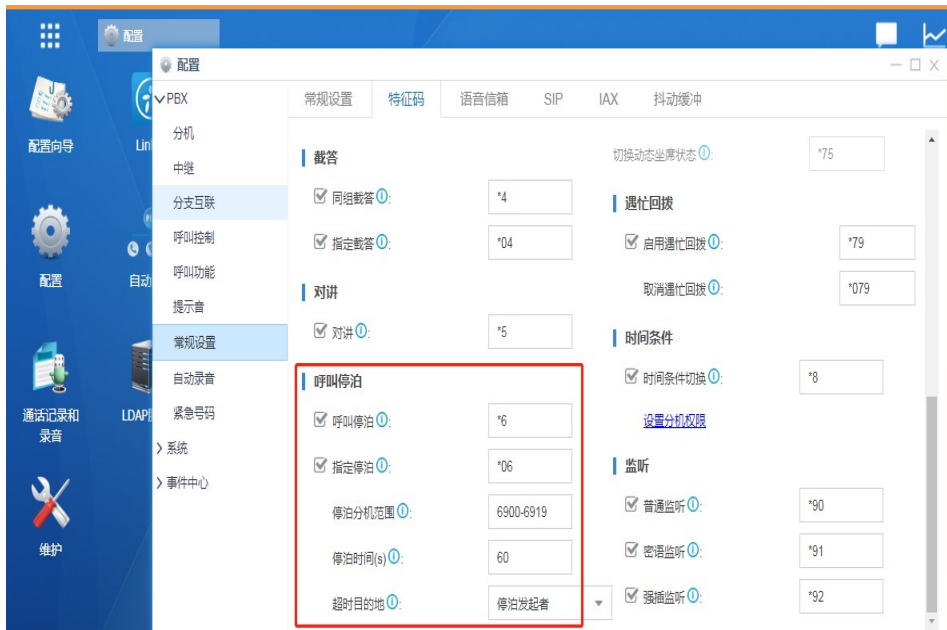 配置
配置
配置向导
Lin
配置
自动
通话记录和
录音
LDAP
维护
PBX
分机
中继
分支互联
呼叫控制
呼叫功能
提示音
常规设置
自动录音
紧急号码
系统
事件中心
常规设置 特征码 语音信箱 SIP IAX 抖动缓冲
截答
同组截答: *4
指定截答: *04
对讲
对讲: *5
呼叫停泊
呼叫停泊: *6
指定停泊: *06
停泊分机范围: 6900-6919
停泊时间(s): 60
超时目的地: 停泊发起者
切换动态坐席状态: *75
遇忙回拨
启用遇忙回拨: *79
取消遇忙回拨: *079
时间条件
时间条件切换: *8
设置分机权限
监听
普通监听: *90
密语监听: *91
强插监听: *92